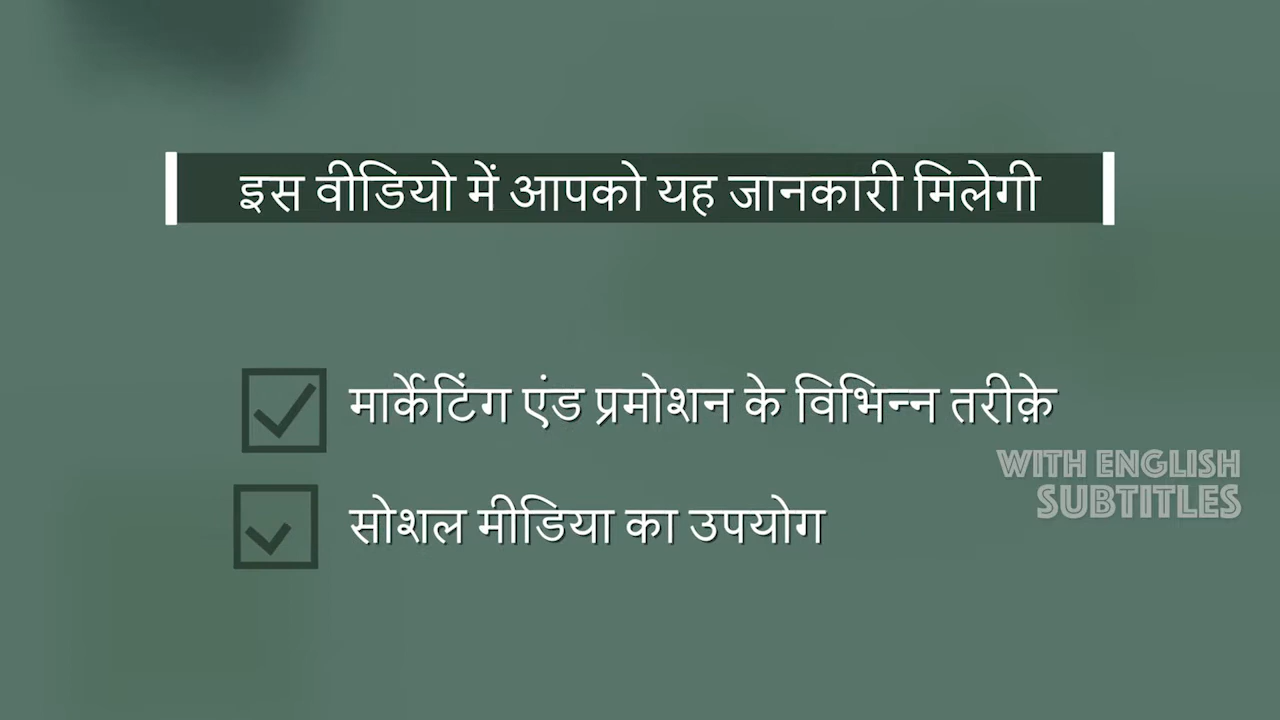 इस वीडियो में आपको यह जानकारी मिलेगी
मार्केटिंग एंड प्रमोशन के विभिन्न तरीक़े
WITH ENGLISH
SUBTITLES
सोशल मीडिया का उपयोग